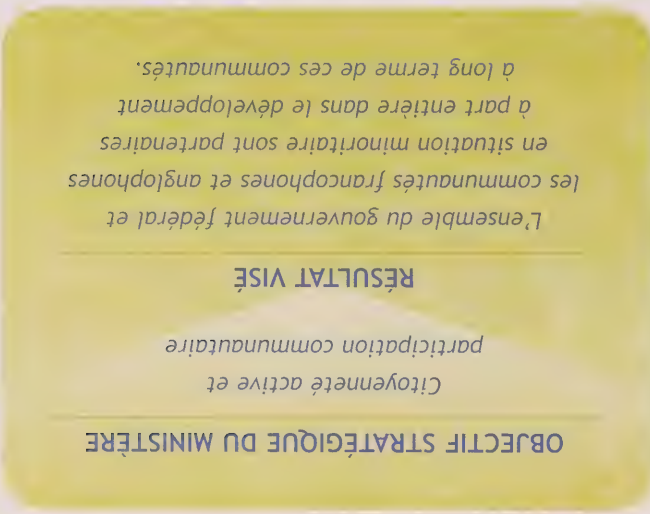 OBJECTIF STRATÉGIQUE DU MINISTÈRE
Citoyenneté active et
participation communautaire
RÉSULTAT VISÉ
L'ensemble du gouvernement fédéral et
les communautés francophones et anglophones
en situation minoritaire sont partenaires
à part entière dans le développement
à long terme de ces communautés.